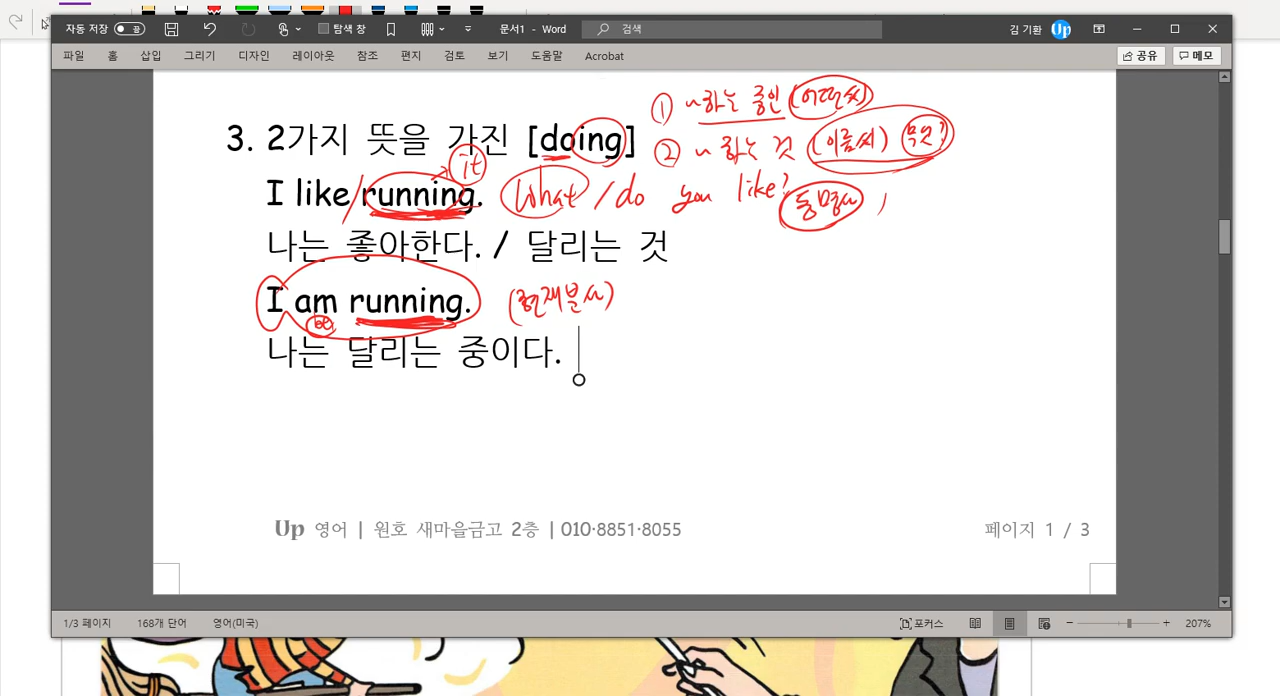 자동 저장 끔 탐색 창 문서1 - Word 검색 김 기환 Up
파일 홈 삽입 그리기 디자인 레이아웃 참조 편지 검토 보기 도움말 Acrobat 공유 메모
① ~하는 중인 (어떤씨)
3. 2가지 뜻을 가진 [doing] ② ~하는 것 (이름씨) 무엇?
it
I like / running. What / do you like? 동명사
나는 좋아한다. / 달리는 것
I am running. (현재분사)
be
나는 달리는 중이다.
Up 영어 | 원호 새마을금고 2층 | 010·8851·8055 페이지 1 / 3
1/3 페이지 168개 단어 영어(미국) 포커스 207%